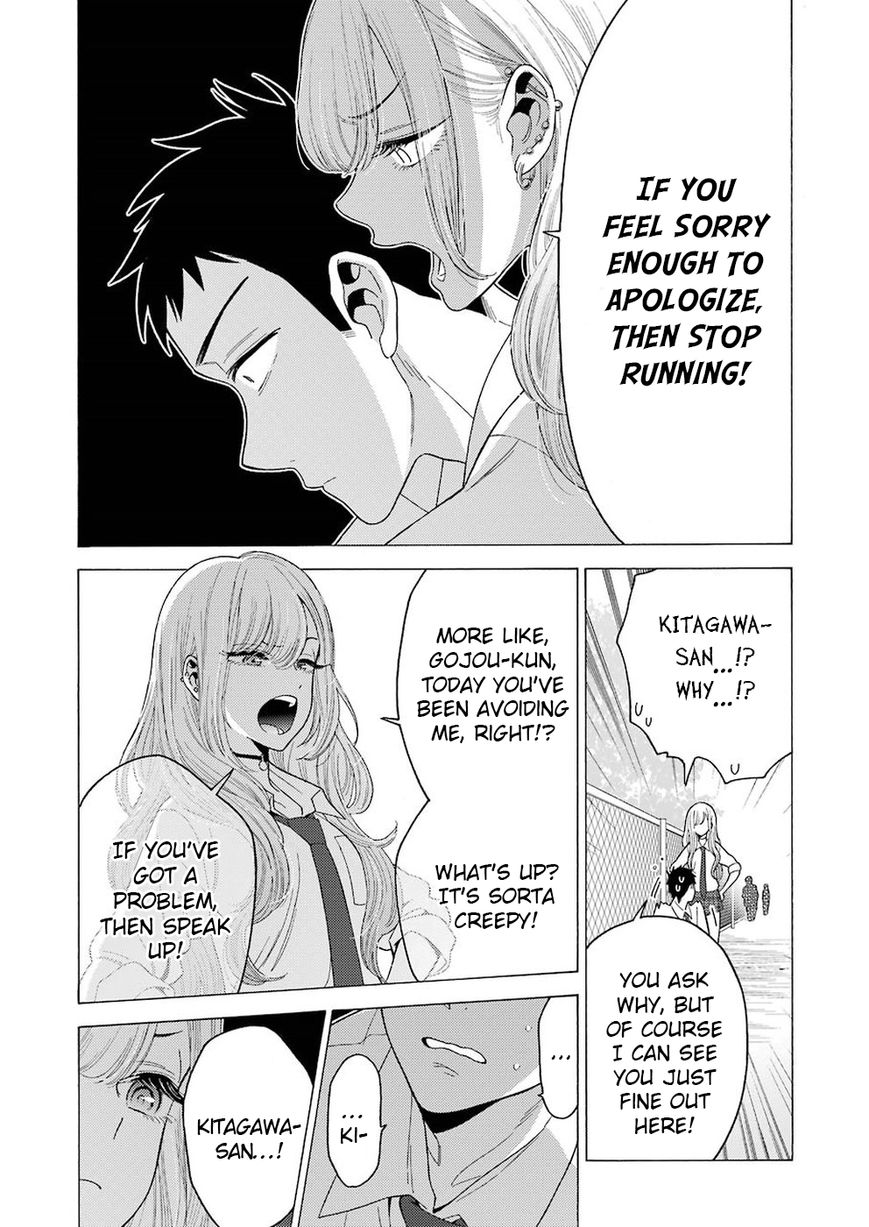 IF YOU
FEEL SORRY
ENOUGH TO
APOLOGIZE,
THEN STOP
RUNNING!
KITAGAWA-
SAN...!?
WHY...!?
YOU ASK
WHY, BUT
OF COURSE
I CAN SEE
YOU JUST
FINE OUT
HERE!
MORE LIKE,
GOJOU-KUN,
TODAY YOU'VE
BEEN AVOIDING
ME, RIGHT!?
WHAT'S UP?
IT'S SORTA
CREEPY!
IF YOU'VE
GOT A
PROBLEM,
THEN SPEAK
UP!
...
...
KI-
KITAGAWA-
SAN...!